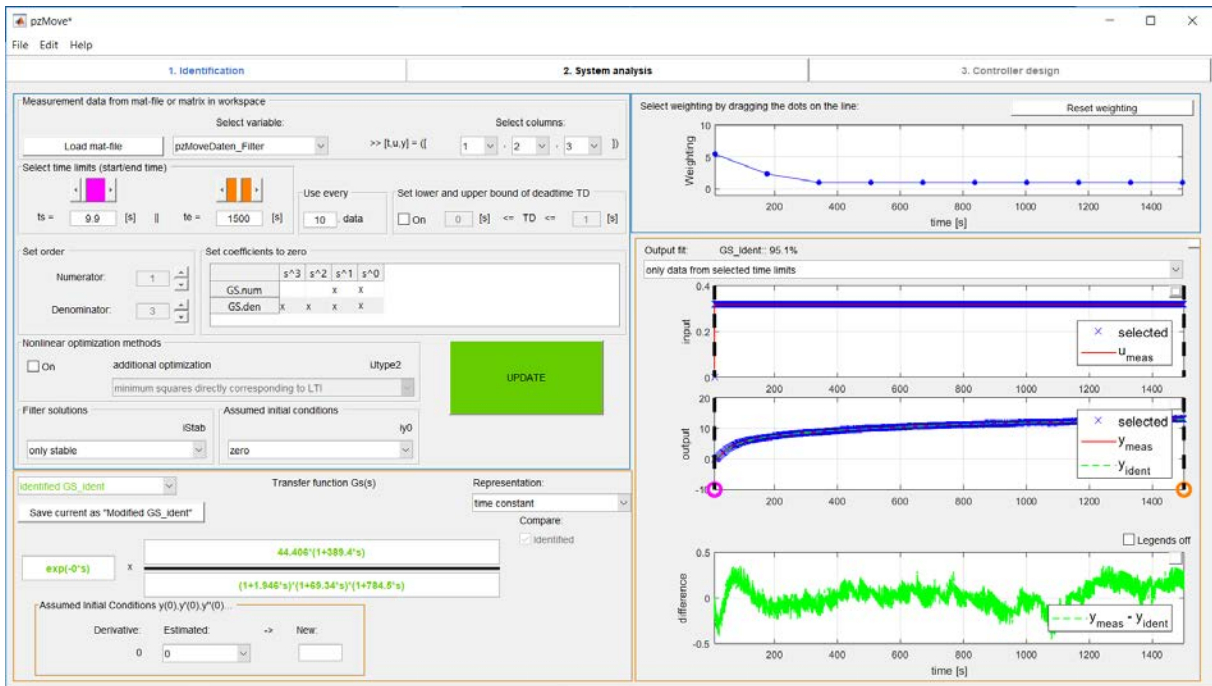 pzMove*
File Edit Help
1. Identification 2. System analysis 3. Controller design
Measurement data from mat-file or matrix in workspace
Select variable: Select columns:
Load mat-file pzMoveDaten_Filter >> [t,u,y] = ([ 1 , 2 , 3 ])
Select time limits (start/end time)
Use every Set lower and upper bound of deadtime TD
ts = 9.9 [s] || te = 1500 [s] 10 data On 0 [s] <= TD <= 1 [s]
Set order Set coefficients to zero
s^3 s^2 s^1 s^0
Numerator: 1 GS.num x x
Denominator: 3 GS.den x x x x
Nonlinear optimization methods
On additional optimization Utype2
minimum squares directly corresponding to LTI
UPDATE
Filter solutions Assumed initial conditions
iStab iy0
only stable zero
identified GS_ident Transfer function Gs(s) Representation:
time constant
Save current as "Modified GS_ident"
Compare:
Identified
44.406*(1+389.4*s)
exp(-0*s) x
(1+1.946*s)*(1+69.34*s)*(1+784.5*s)
Assumed Initial Conditions y(0),y'(0),y"(0)...
Derivative: Estimated: -> New:
0 0
Select weighting by dragging the dots on the line: Reset weighting
Weighting
10
5
0
200 400 600 800 1000 1200 1400
time [s]
Output fit: GS_ident:: 95.1%
only data from selected time limits
input
0.4
0.2
0
selected
u meas
200 400 600 800 1000 1200 1400
output
20
10
0
-10
selected
y meas
y ident
200 400 600 800 1000 1200 1400
Legends off
difference
0.5
0
-0.5
y meas - y ident
200 400 600 800 1000 1200 1400
time [s]